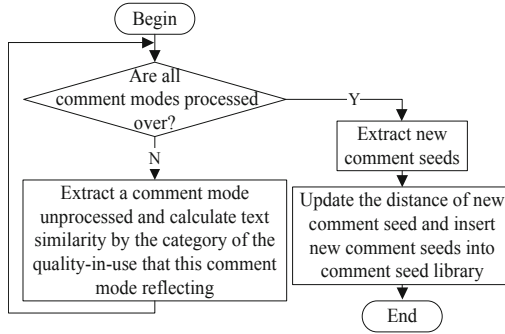 Begin
Are all
comment modes processed
over?
Y
N
Extract new
comment seeds
Extract a comment mode
unprocessed and calculate text
similarity by the category of the
quality-in-use that this comment
mode reflecting
Update the distance of new
comment seed and insert
new comment seeds into
comment seed library
End